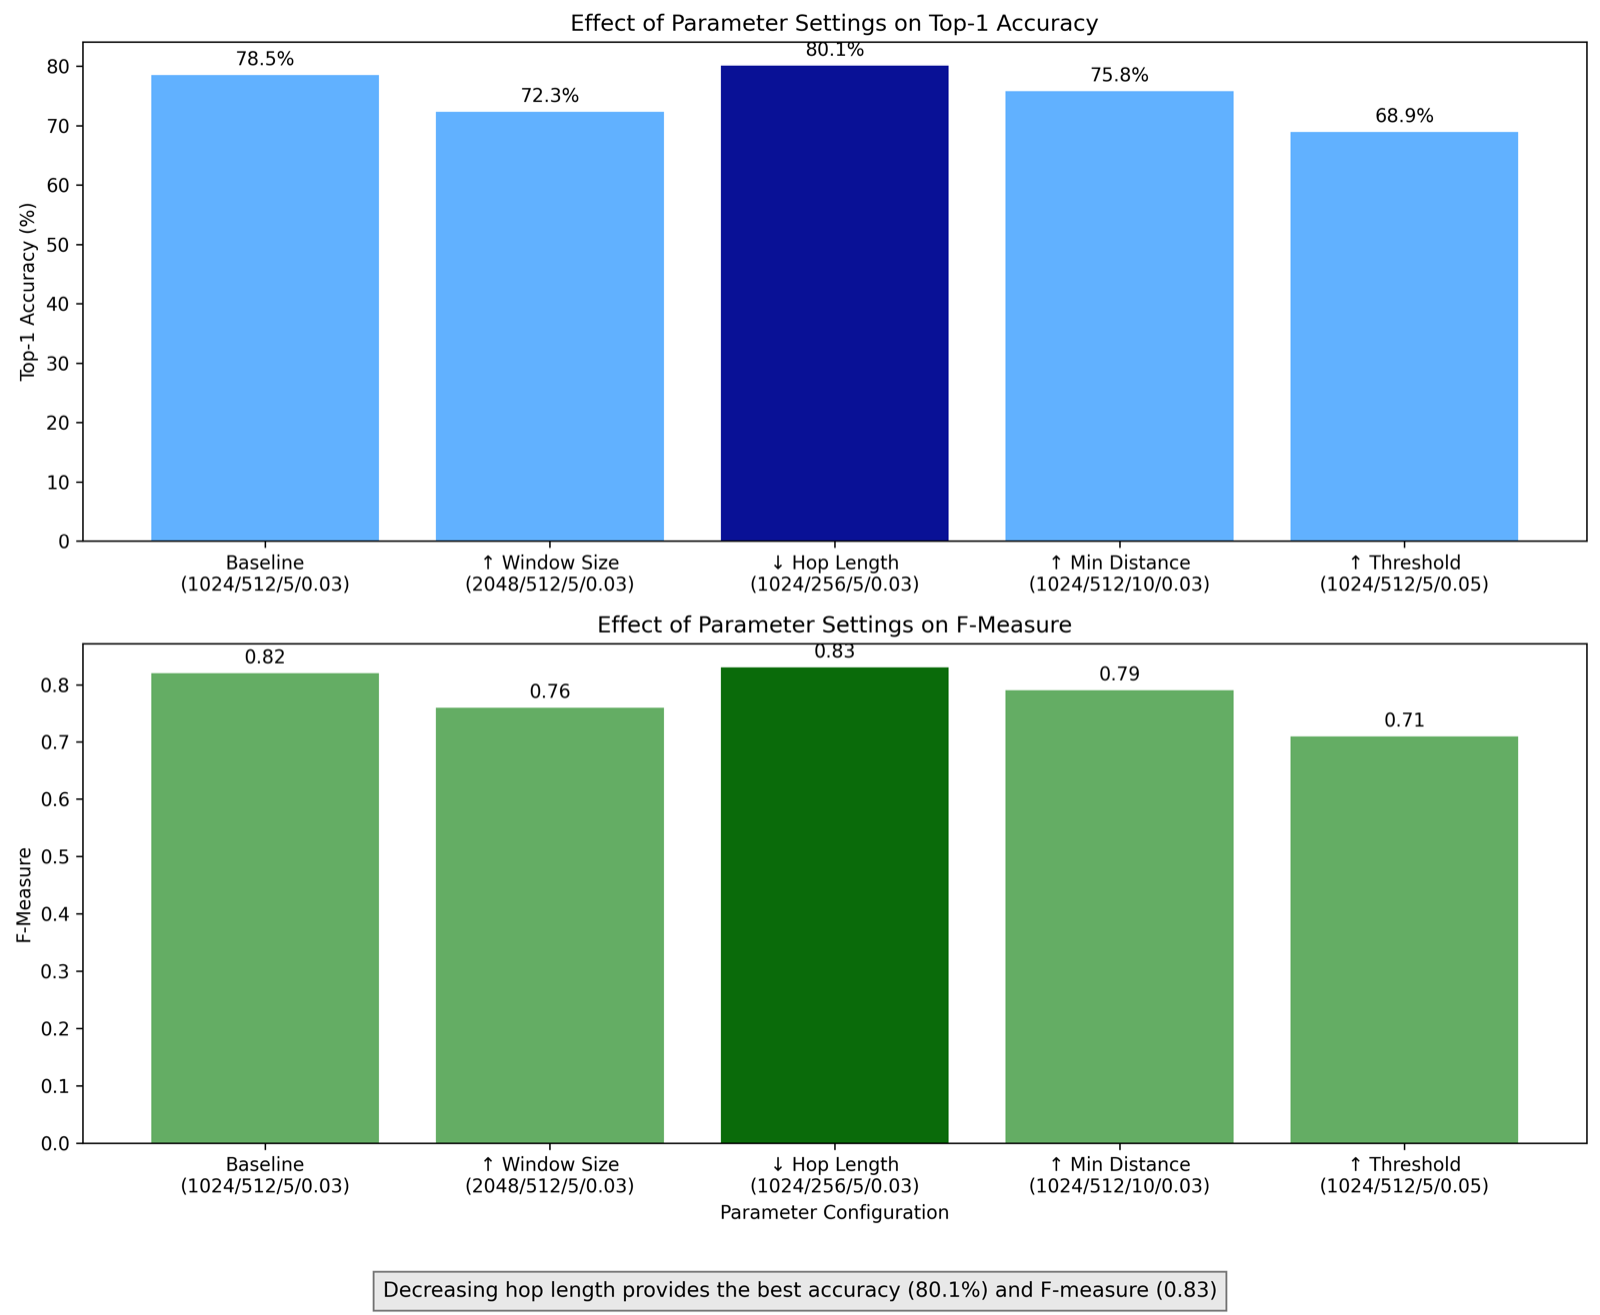 Effect of Parameter Settings on Top-1 Accuracy
80.1%
78.5%
75.8%
72.3%
68.9%
Top-1 Accuracy (%)
80
70
60
50
40
30
20
10
0
Baseline
(1024/512/5/0.03)
↑ Window Size
(2048/512/5/0.03)
↓ Hop Length
(1024/256/5/0.03)
↑ Min Distance
(1024/512/10/0.03)
↑ Threshold
(1024/512/5/0.05)
Effect of Parameter Settings on F-Measure
0.82
0.76
0.83
0.79
0.71
F-Measure
0.8
0.7
0.6
0.5
0.4
0.3
0.2
0.1
0.0
Baseline
(1024/512/5/0.03)
↑ Window Size
(2048/512/5/0.03)
↓ Hop Length
(1024/256/5/0.03)
↑ Min Distance
(1024/512/10/0.03)
↑ Threshold
(1024/512/5/0.05)
Parameter Configuration
Decreasing hop length provides the best accuracy (80.1%) and F-measure (0.83)